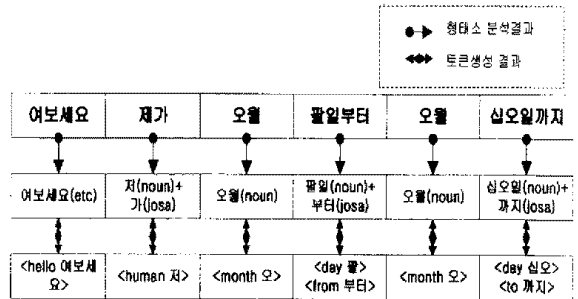 형태소 분석결과
토큰생성 결과
여보세요 제가 오월 팔일부터 오월 십오일까지
여보세요(etc) 저(noun)+ 오월(noun) 팔일(noun)+ 오월(noun) 십오일(noun)+
가(josa) 부터(josa) 까지(josa)
<hello 여보세 <human 저> <month 오> <day 팔> <month 오> <day 십오>
요> <from 부터> <to 까지>